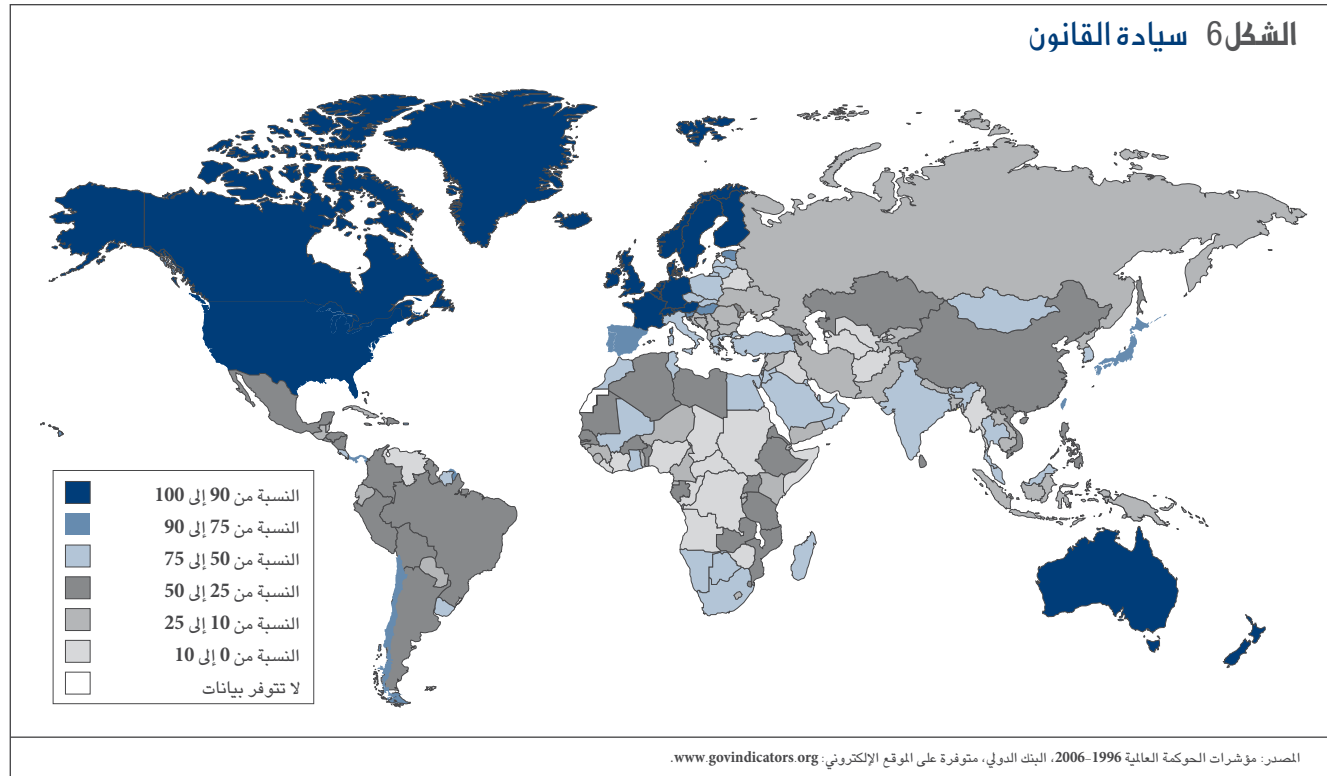 الشكل 6 سيادة القانون
النسبة من 90 إلى 100
النسبة من 75 إلى 90
النسبة من 50 إلى 75
النسبة من 25 إلى 50
النسبة من 10 إلى 25
النسبة من 0 إلى 10
لا تتوفر بيانات
المصدر: مؤشرات الحوكمة العالمية 1996–2006، البنك الدولي، متوفرة على الموقع الإلكتروني: www.govindicators.org.